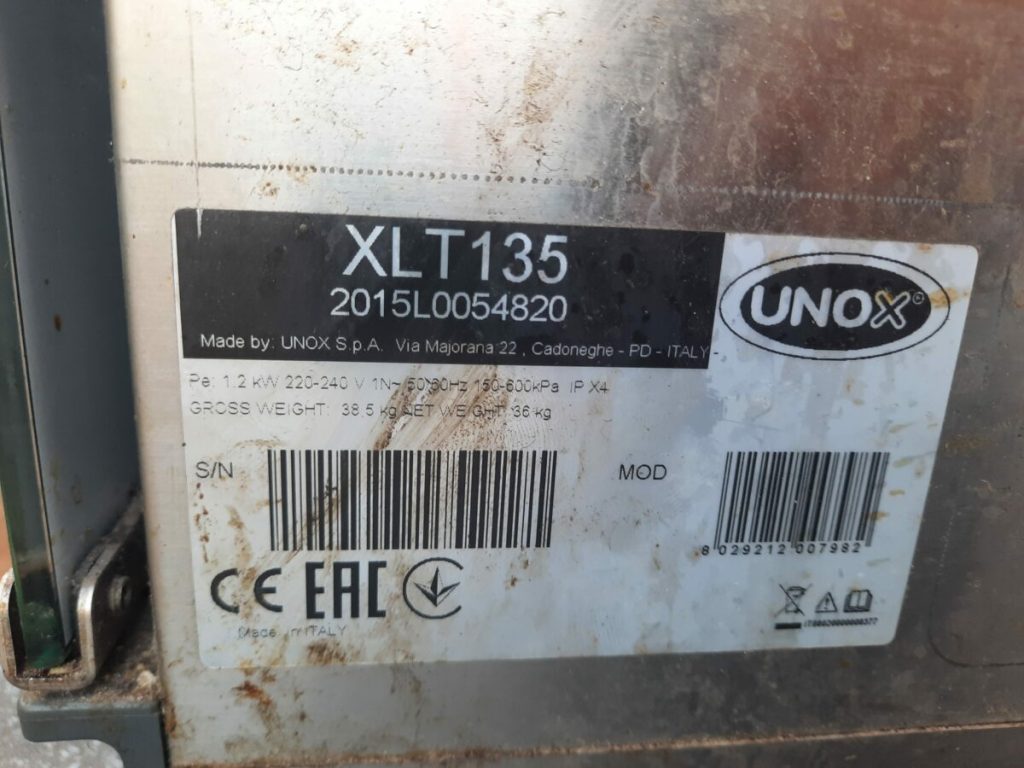 XLT135
2015L0054820
Made by: UNOX S.p.A. Via Majorana 22 , Cadoneghe - PD - ITALY
UNOX®
Pe: 1.2 kW 220-240 V 1N~ 50/60Hz 150-600kPa IP X4
GROSS WEIGHT: 38.5 kg NET WEIGHT: 36 kg
S/N
MOD
8 029212 007982
CE EAC
Made in ITALY